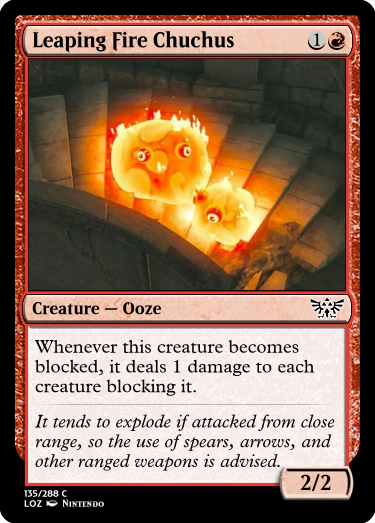 Leaping Fire Chuchus 1
Creature — Ooze
Whenever this creature becomes
blocked, it deals 1 damage to each
creature blocking it.
It tends to explode if attacked from close
range, so the use of spears, arrows, and
other ranged weapons is advised.
2/2
135/288 C
LOZ Nintendo